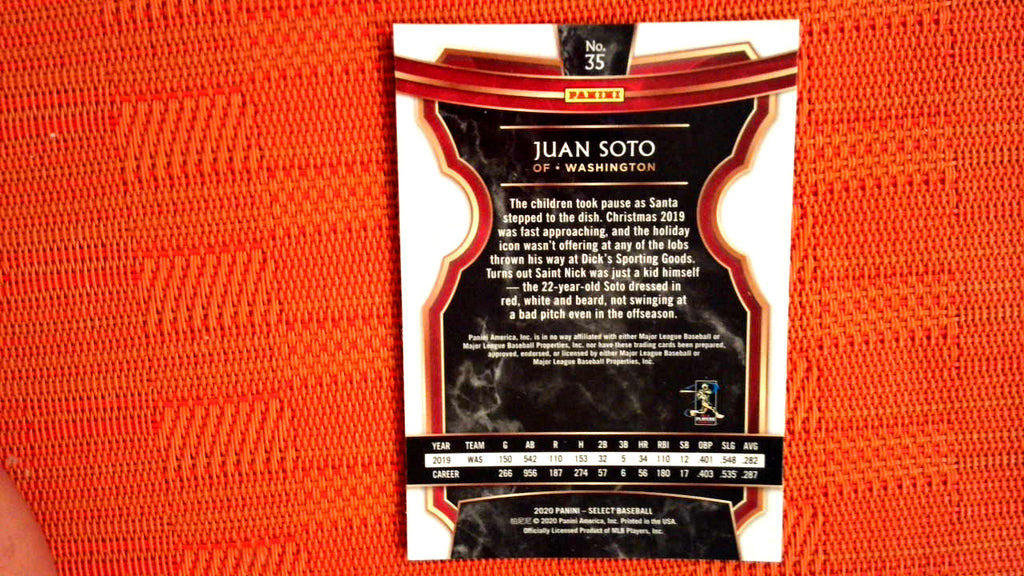 No.
35
PANINI
JUAN SOTO
OF • WASHINGTON
The children took pause as Santa
stepped to the dish. Christmas 2019
was fast approaching, and the holiday
icon wasn't offering at any of the lobs
thrown his way at Dick's Sporting Goods.
Turns out Saint Nick was just a kid himself
— the 22-year-old Soto dressed in
red, white and beard, not swinging at
a bad pitch even in the offseason.
Panini America, Inc. is in no way affiliated with either Major League Baseball or
Major League Baseball Properties, Inc. nor have these trading cards been prepared,
approved, endorsed, or licensed by either Major League Baseball or
Major League Baseball Properties, Inc.
YEAR TEAM G AB R H 2B 3B HR RBI SB OBP SLG AVG
2019 WAS 150 542 110 153 32 5 34 110 12 .401 .548 .282
CAREER 266 956 187 274 57 6 56 180 17 .403 .535 .287
2020 PANINI – SELECT BASEBALL
帕尼尼 © 2020 Panini America, Inc. Printed in the USA.
Officially Licensed Product of MLB Players, Inc.